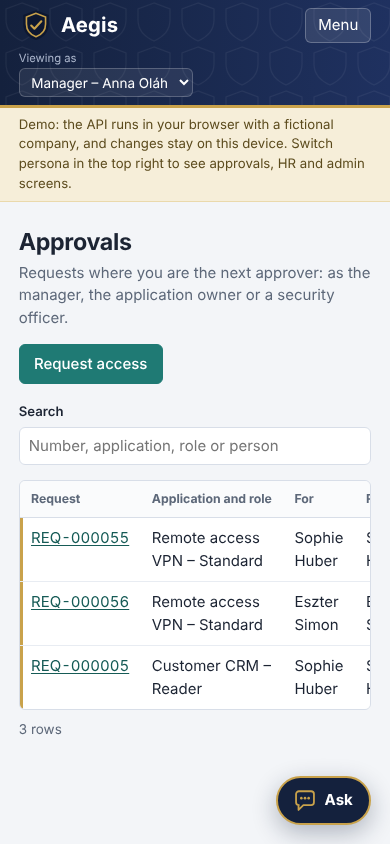 Aegis
Menu
Viewing as
Manager – Anna Oláh
Demo: the API runs in your browser with a fictional
company, and changes stay on this device. Switch
persona in the top right to see approvals, HR and admin
screens.
Approvals
Requests where you are the next approver: as the
manager, the application owner or a security
officer.
Request access
Search
Number, application, role or person
Request Application and role For
REQ-000055 Remote access Sophie
VPN – Standard Huber
REQ-000056 Remote access Eszter
VPN – Standard Simon
REQ-000005 Customer CRM – Sophie
Reader Huber
3 rows
Ask